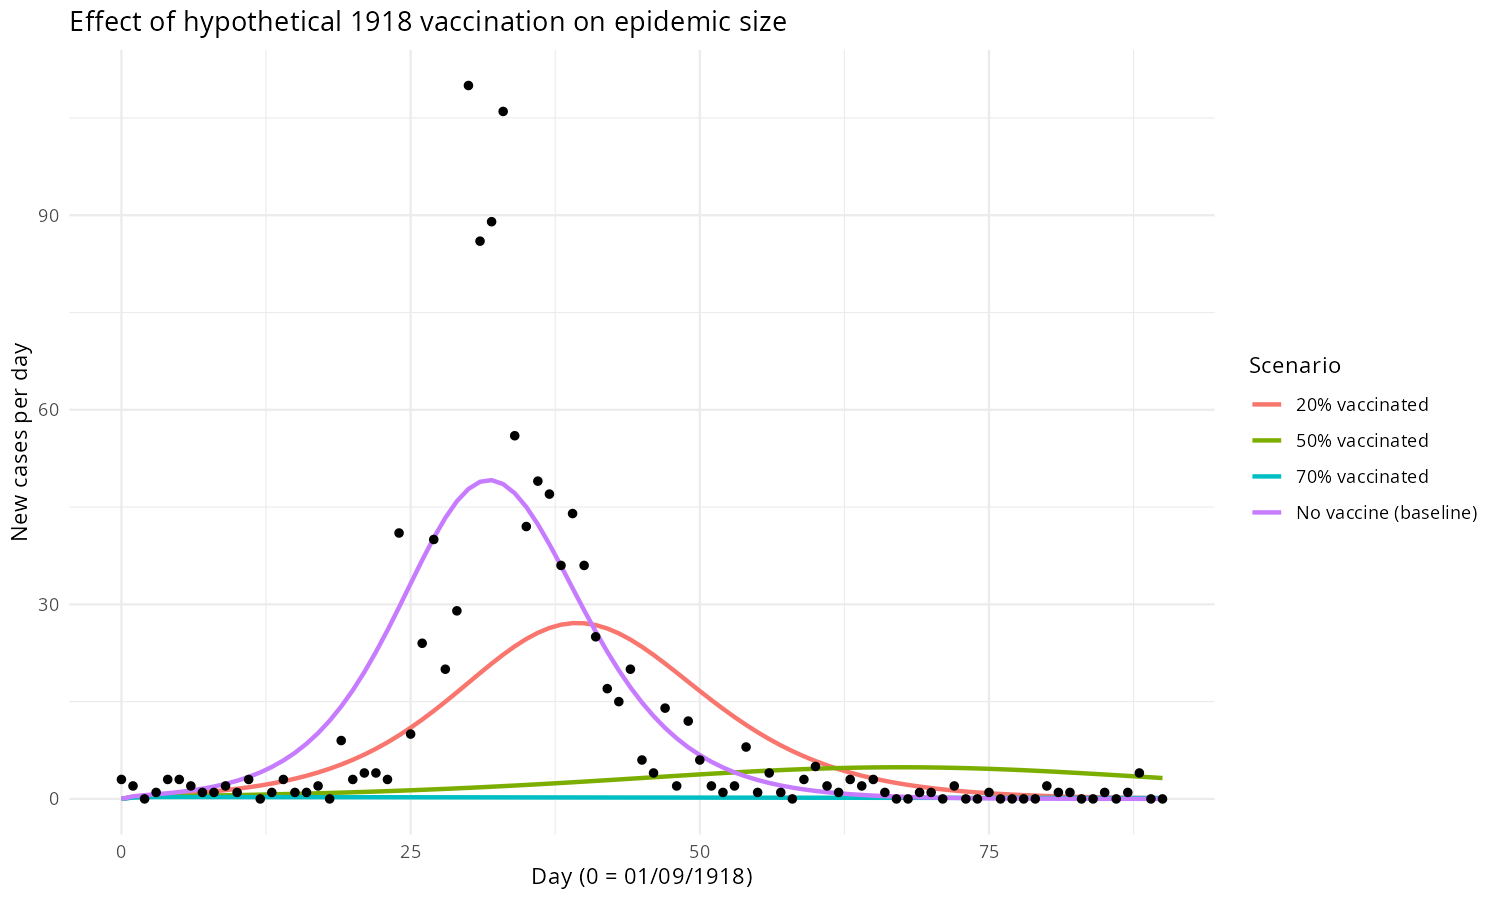 Effect of hypothetical 1918 vaccination on epidemic size
New cases per day
90
60
30
0
0
25
50
75
Day (0 = 01/09/1918)
Scenario
20% vaccinated
50% vaccinated
70% vaccinated
No vaccine (baseline)